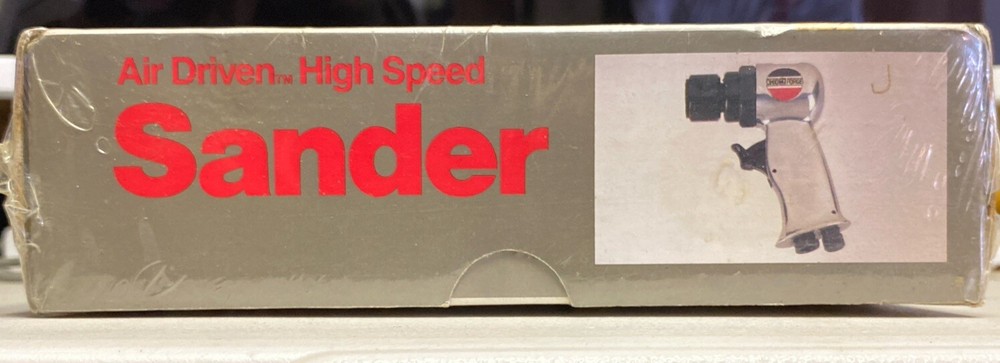 Air Driven™ High Speed
Sander